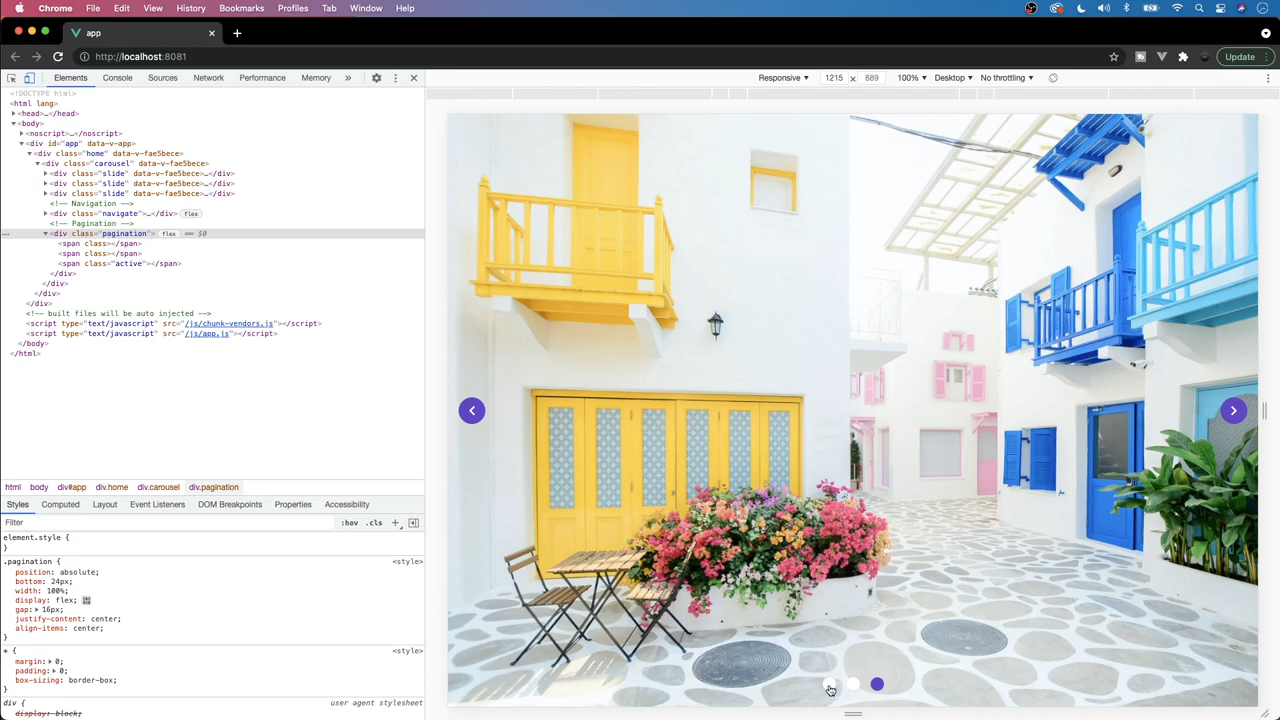 Chrome File Edit View History Bookmarks Profiles Tab Window Help
app
http://localhost:8081
Update
Elements Console Sources Network Performance Memory
Responsive 1215 x 889 100% Desktop No throttling
<!DOCTYPE html>
<html lang>
<head>…</head>
<body>
<noscript>…</noscript>
<div id="app" data-v-app>
<div class="home" data-v-fae5bece>
<div class="carousel" data-v-fae5bece>
<div class="slide" data-v-fae5bece>…</div>
<div class="slide" data-v-fae5bece>…</div>
<div class="slide" data-v-fae5bece>…</div>
<!-- Navigation -->
<div class="navigate">…</div> flex
<!-- Pagination -->
… <div class="pagination"> flex == $0
<span class></span>
<span class></span>
<span class="active"></span>
</div>
</div>
</div>
</div>
<!-- built files will be auto injected -->
<script type="text/javascript" src="/js/chunk-vendors.js"></script>
<script type="text/javascript" src="/js/app.js"></script>
</body>
</html>
html body div#app div.home div.carousel div.pagination
Styles Computed Layout Event Listeners DOM Breakpoints Properties Accessibility
Filter :hov .cls +
element.style {
}
.pagination { <style>
position: absolute;
bottom: 24px;
width: 100%;
display: flex;
gap: 16px;
justify-content: center;
align-items: center;
}
* { <style>
margin: 0;
padding: 0;
box-sizing: border-box;
}
div { user agent stylesheet
display: block;